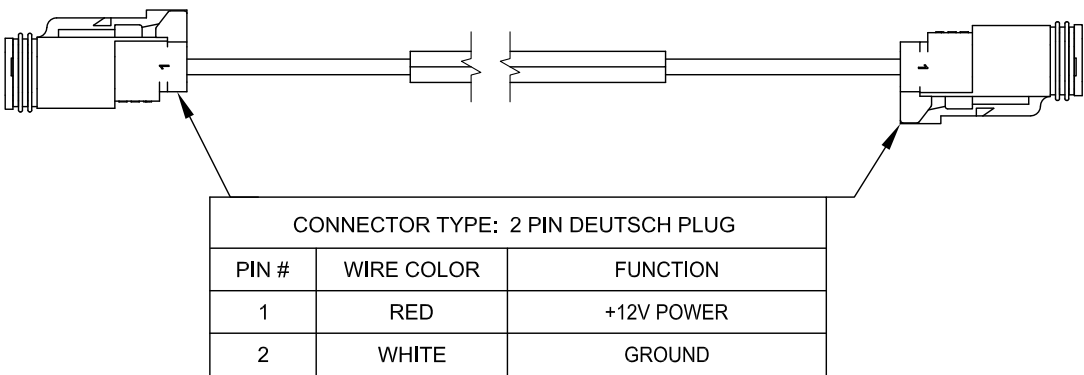 1
1
CONNECTOR TYPE: 2 PIN DEUTSCH PLUG
PIN # WIRE COLOR FUNCTION
1 RED +12V POWER
2 WHITE GROUND